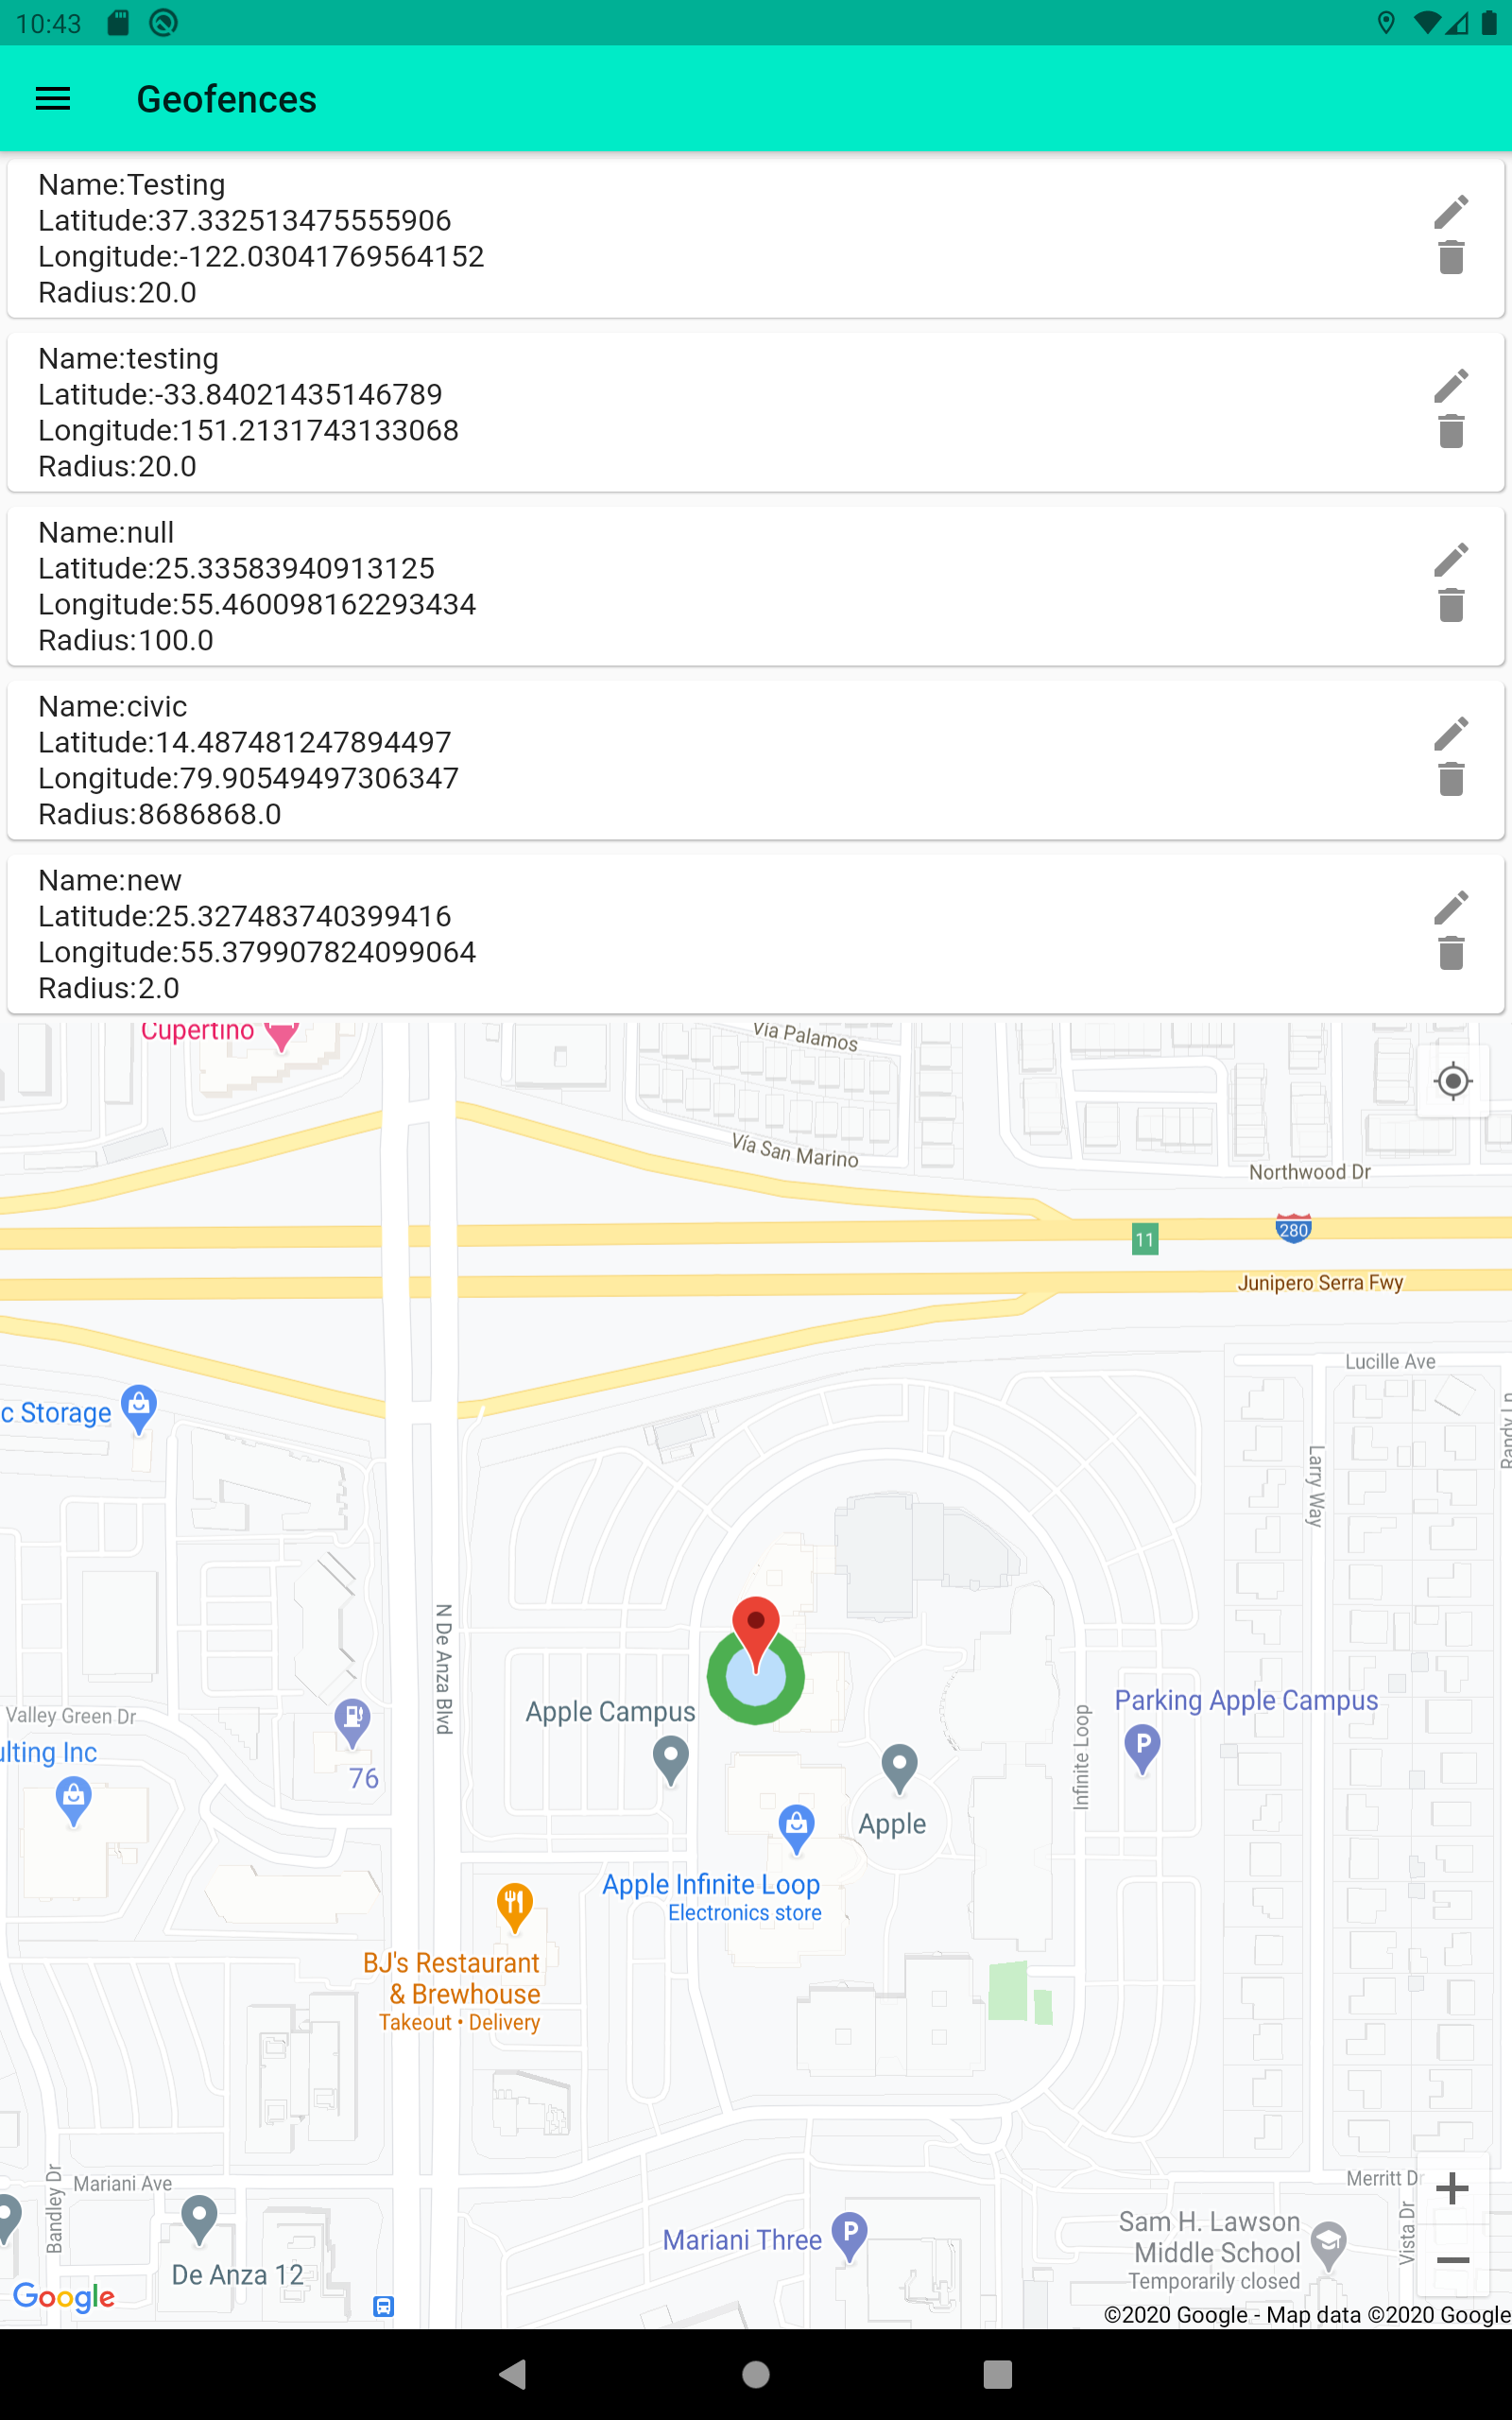 10:43
Geofences
Name:Testing
Latitude:37.332513475555906
Longitude:-122.03041769564152
Radius:20.0
Name:testing
Latitude:-33.84021435146789
Longitude:151.2131743133068
Radius:20.0
Name:null
Latitude:25.33583940913125
Longitude:55.460098162293434
Radius:100.0
Name:civic
Latitude:14.487481247894497
Longitude:79.90549497306347
Radius:8686868.0
Name:new
Latitude:25.327483740399416
Longitude:55.379907824099064
Radius:2.0
Cupertino
Via Palamos
Via San Marino
Northwood Dr
280
11
Junipero Serra Fwy
Lucille Ave
c Storage
Randy Ln
Larry Way
N De Anza Blvd
Parking Apple Campus
Apple Campus
Valley Green Dr
Infinite Loop
P
ulting Inc
76
Apple
Apple Infinite Loop
Electronics store
BJ's Restaurant
& Brewhouse
Takeout • Delivery
Merritt Dr
Mariani Ave
Bandley Dr
Vista Dr
Sam H. Lawson
Middle School
Temporarily closed
Mariani Three
P
De Anza 12
Google
©2020 Google - Map data ©2020 Google